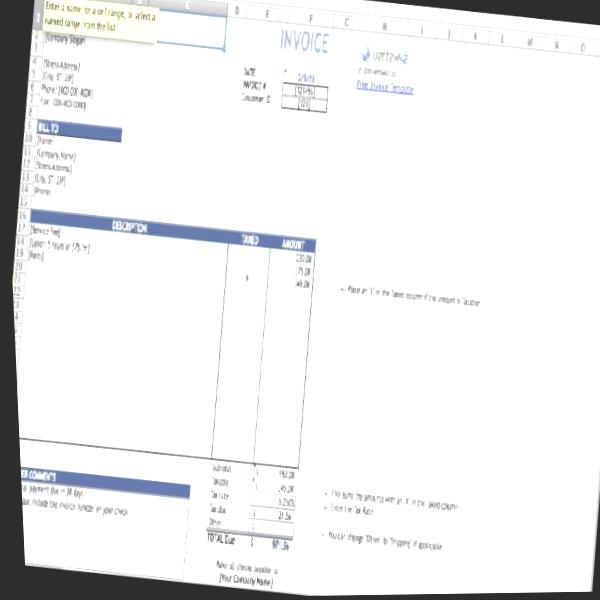 Enter a name for a cell range, or select a
named range from the list
C D E F G H I J K L M N O
[Company Slogan]
INVOICE
vertex42
[Street Address]
[City, ST ZIP]
Phone: [000-000-0000]
Fax: [000-000-0000]
DATE
INVOICE # [123456]
Customer ID [123]
Free Invoice Template
BILL TO
[Name]
[Company Name]
[Street Address]
[City, ST ZIP]
[Phone]
DESCRIPTION TAXED AMOUNT
[Service Fee] 230.00
[Labor: 5 hours at $75/hr] 375.00
[Parts] x 345.00
Place an "X" in the Taxed column if the amount is Taxable
Subtotal $ 950.00
Taxable $ 345.00
Tax rate 6.250%
Tax due $ 21.56
Other
TOTAL Due $ 971.56
This sums the amounts with an "X" in the Taxed column
Enter the Tax Rate
You can change "Other" to "Shipping" if applicable
COMMENTS
payment due in 30 days
include the invoice number on your check
Make all checks payable to
[Your Company Name]